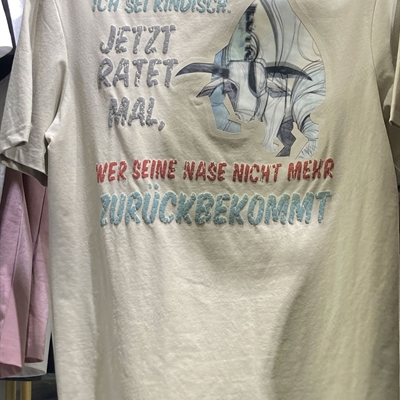 ICH SEI KINDISCH.
JETZT
RATET
MAL,
WER SEINE NASE NICHT MEHR
ZURÜCKBEKOMMT